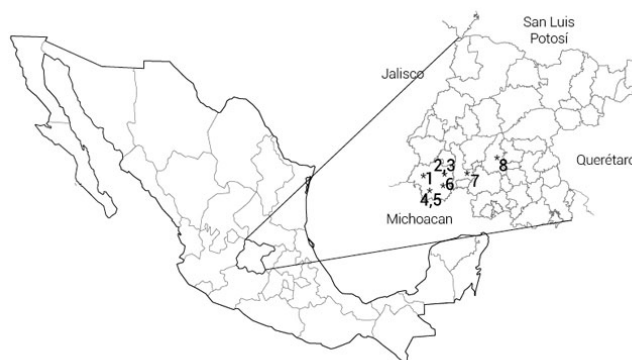 San Luis
Potosí
Jalisco
Querétaro
2,3
8
1
7
6
4,5
Michoacan